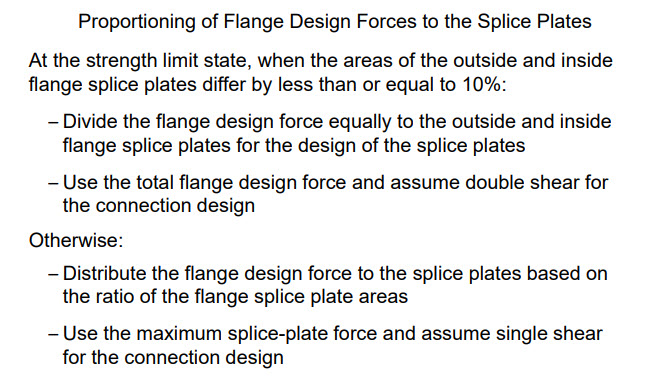 Proportioning of Flange Design Forces to the Splice Plates
At the strength limit state, when the areas of the outside and inside
flange splice plates differ by less than or equal to 10%:
– Divide the flange design force equally to the outside and inside
flange splice plates for the design of the splice plates
– Use the total flange design force and assume double shear for
the connection design
Otherwise:
– Distribute the flange design force to the splice plates based on
the ratio of the flange splice plate areas
– Use the maximum splice-plate force and assume single shear
for the connection design